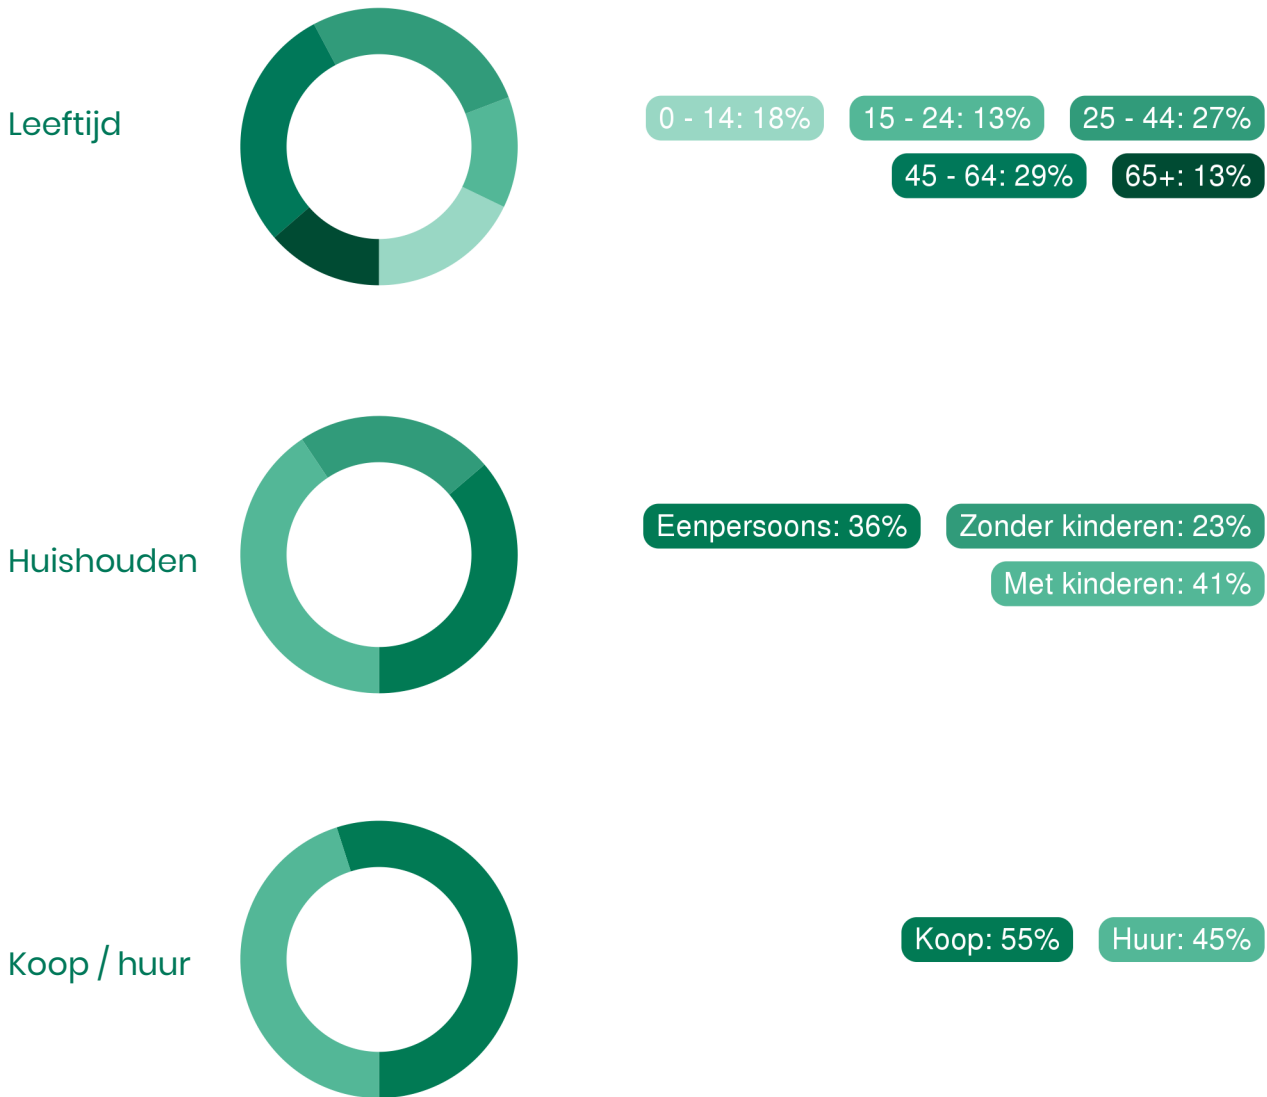 Leeftijd
0 - 14: 18% 15 - 24: 13% 25 - 44: 27%
45 - 64: 29% 65+: 13%
Huishouden
Eenpersoons: 36% Zonder kinderen: 23%
Met kinderen: 41%
Koop / huur
Koop: 55% Huur: 45%